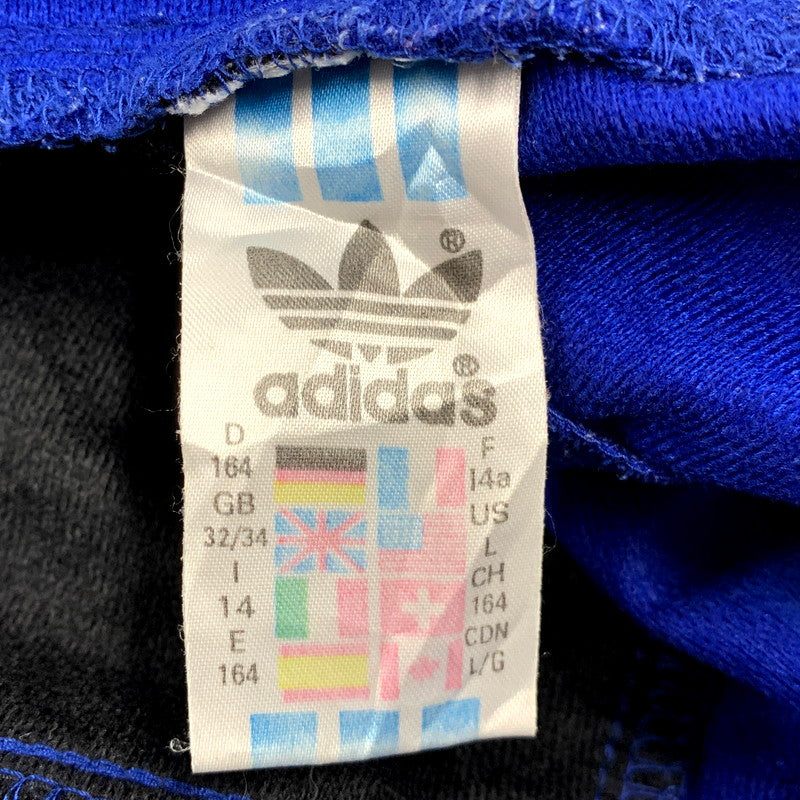 ®
adidas®
D
164
GB
32/34
I
14
E
164
F
14a
US
L
CH
164
CDN
L/G